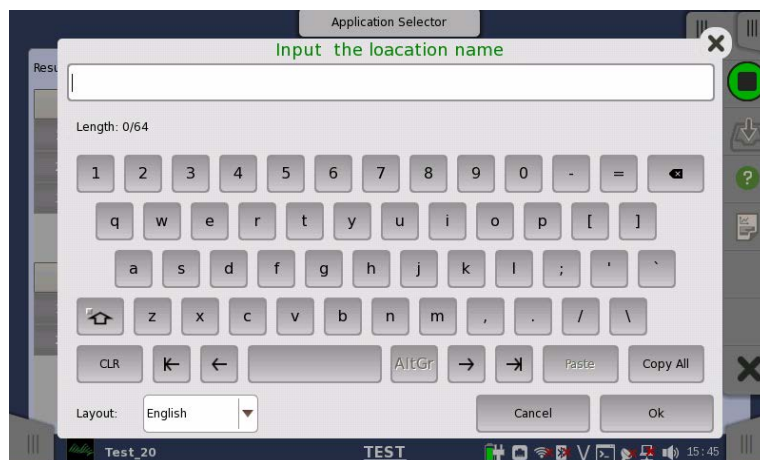 Application Selector
Input the loacation name
Resu
Length: 0/64
1 2 3 4 5 6 7 8 9 0 - =
q w e r t y u i o p [ ]
a s d f g h j k l ; ' `
z x c v b n m , . / \
CLR AltGr Paste Copy All
Layout: English Cancel Ok
Test_20 TEST 15:45